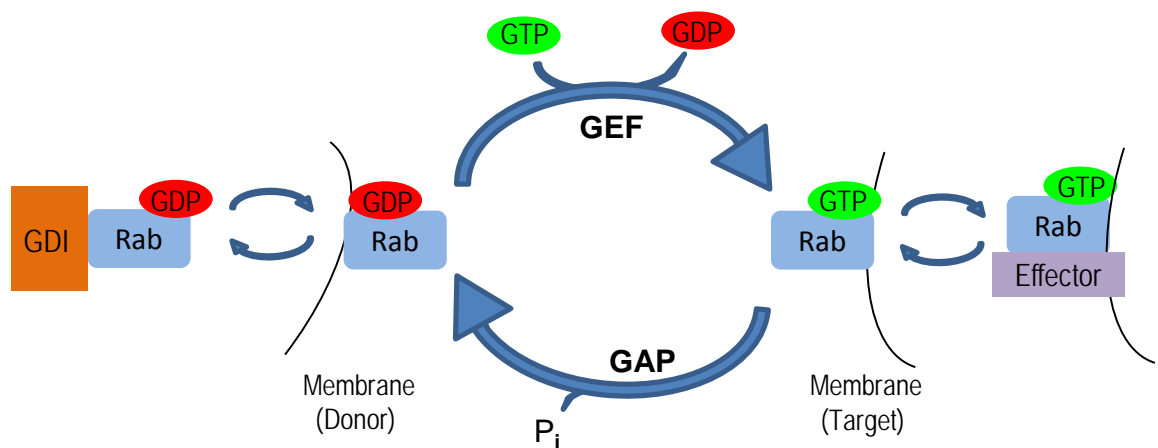 GTP
GDP
GEF
GDI
GDP
Rab
GDP
Rab
GTP
Rab
GTP
Rab
Effector
GAP
Membrane
(Donor)
Membrane
(Target)
Pi